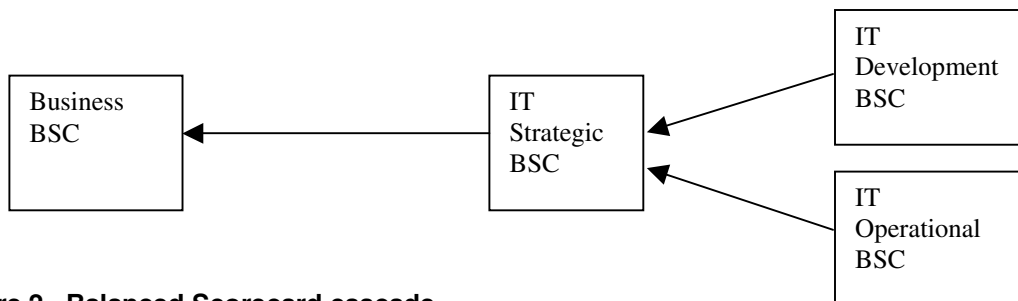 Business
BSC
IT
Strategic
BSC
IT
Development
BSC
IT
Operational
BSC
2 Balanced Scorecard cascade